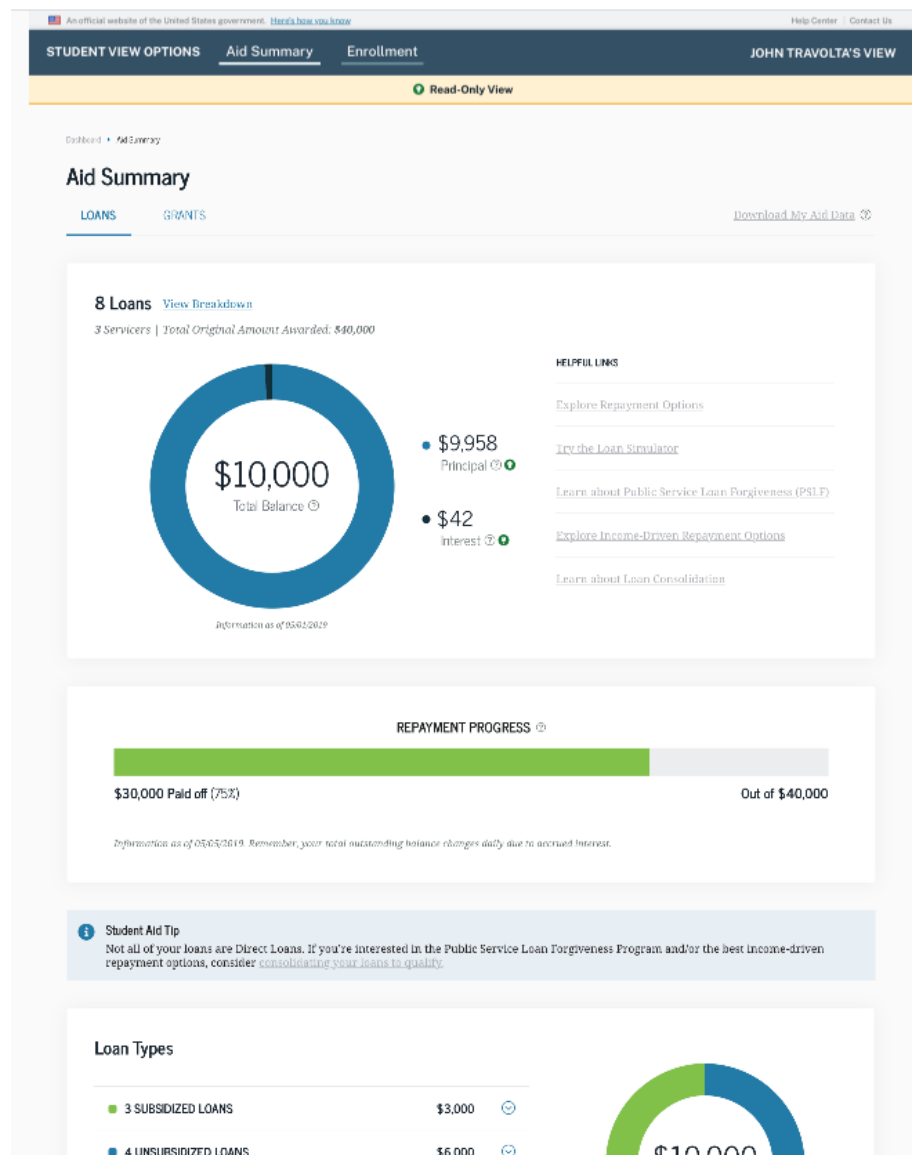 An official website of the United States government. Here's how you know
Help Center | Contact Us
STUDENT VIEW OPTIONS Aid Summary Enrollment JOHN TRAVOLTA'S VIEW
Read-Only View
Dashboard • Aid Summary
Aid Summary
LOANS GRANTS Download My Aid Data
8 Loans View Breakdown
3 Servicers | Total Original Amount Awarded: $40,000
$10,000
Total Balance
$9,958
Principal
$42
Interest
Information as of 05/01/2019
HELPFUL LINKS
Explore Repayment Options
Try the Loan Simulator
Learn about Public Service Loan Forgiveness (PSLF)
Explore Income-Driven Repayment Options
Learn about Loan Consolidation
REPAYMENT PROGRESS
$30,000 Paid off (75%) Out of $40,000
Information as of 05/05/2019. Remember, your total outstanding balance changes daily due to accrued interest.
Student Aid Tip
Not all of your loans are Direct Loans. If you're interested in the Public Service Loan Forgiveness Program and/or the best income-driven
repayment options, consider consolidating your loans to qualify.
Loan Types
3 SUBSIDIZED LOANS $3,000
4 UNSUBSIDIZED LOANS $6,000
$10,000